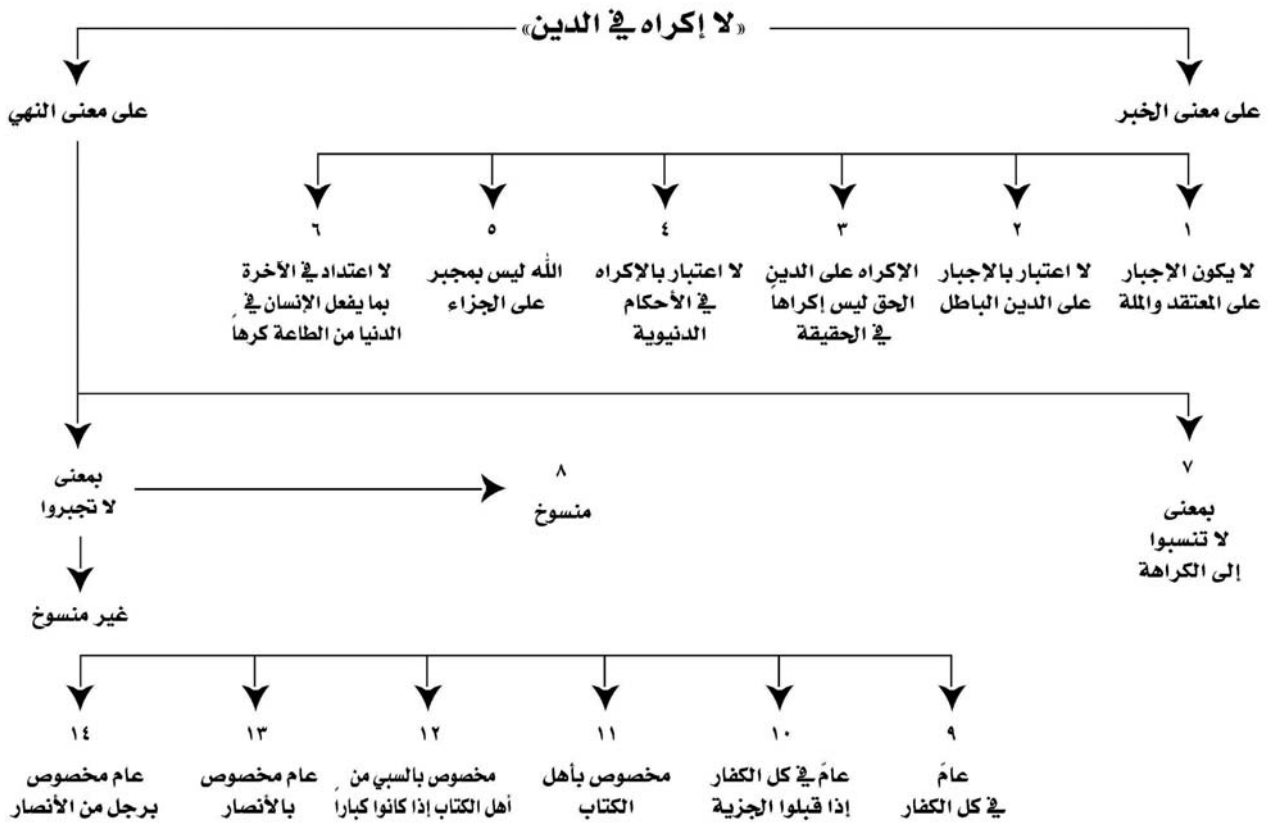 «لا إكراه في الدين»
على معنى الخبر
على معنى النهي
١
لا يكون الإجبار
على المعتقد والملة
٢
لا اعتبار بالإجبار
على الدين الباطل
٣
الإكراه على الدين
الحق ليس إكراهاً
في الحقيقة
٤
لا اعتبار بالإكراه
في الأحكام
الدنيوية
٥
الله ليس بمجبر
على الجزاء
٦
لا اعتداد في الآخرة
بما يفعل الإنسان في
الدنيا من الطاعة كرهاً
٧
بمعنى
لا تنسبوا
إلى الكراهة
بمعنى
لا تجبروا
٨
منسوخ
غير منسوخ
٩
عامَ
في كل الكفار
١٠
عامَ في كل الكفار
إذا قبلوا الجزية
١١
مخصوص بأهل
الكتاب
١٢
مخصوص بالسبي من
أهل الكتاب إذا كانوا كباراً
١٣
عام مخصوص
بالأنصار
١٤
عام مخصوص
برجل من الأنصار